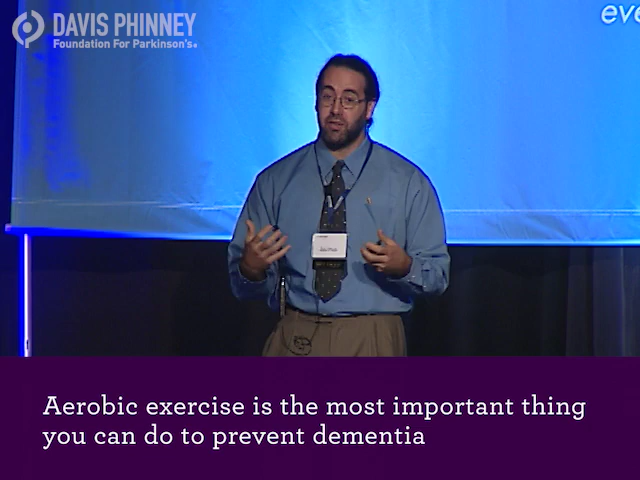 DAVIS PHINNEY
Foundation For Parkinson's®
eve
Aerobic exercise is the most important thing
you can do to prevent dementia